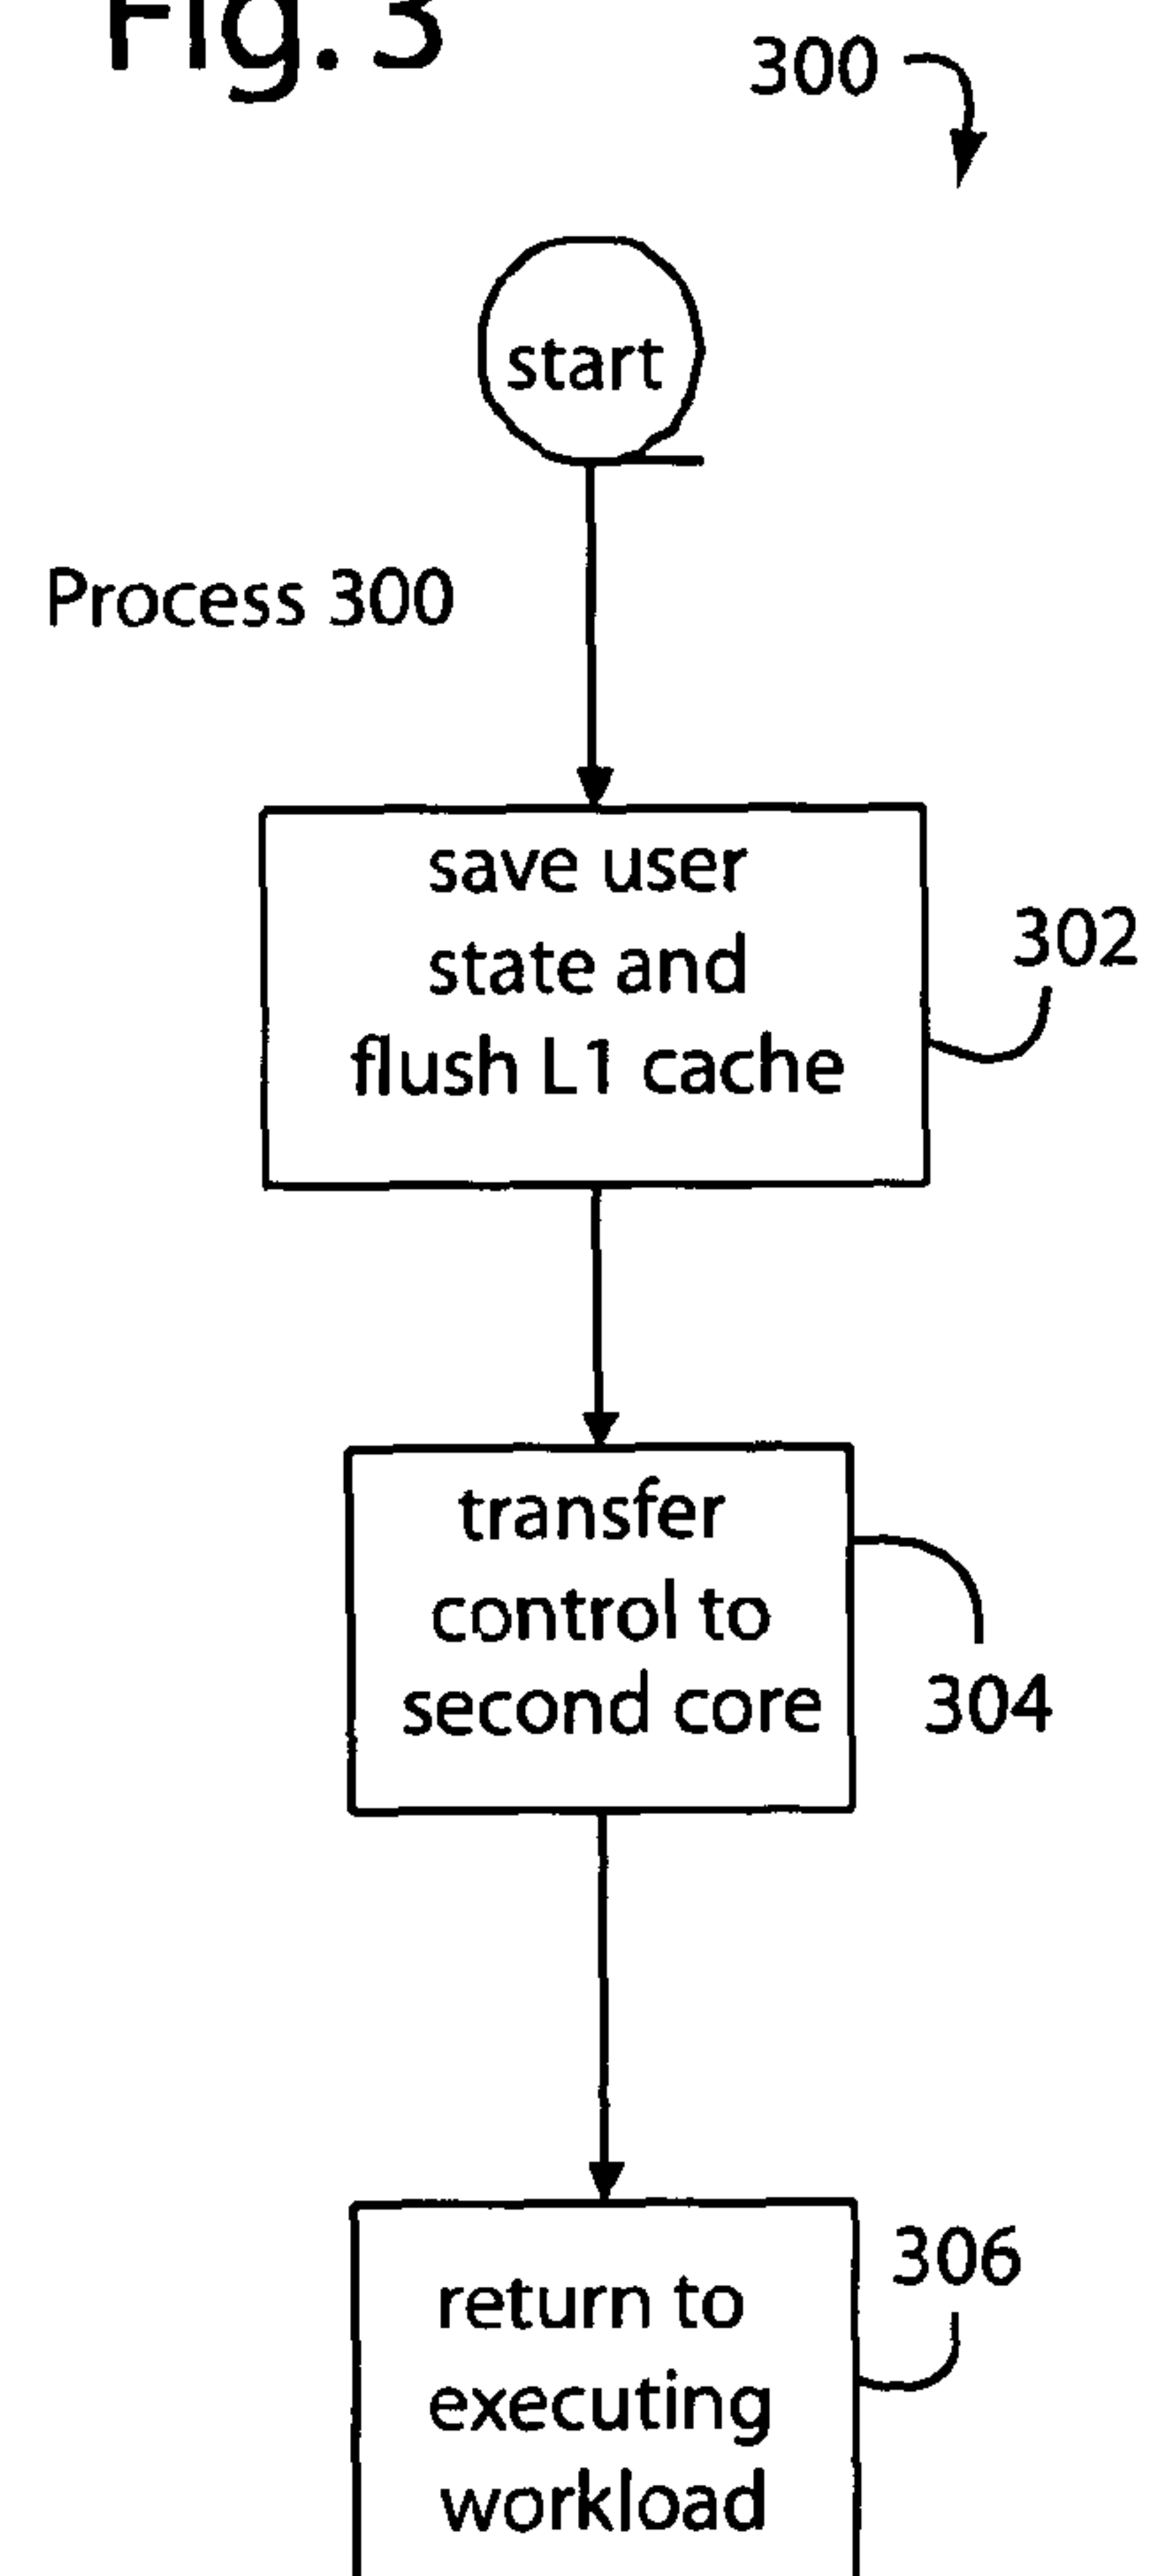 Fig. 3
300
start
Process 300
save user
state and
flush L1 cache
302
transfer
control to
second core
304
306
return to
executing
workload